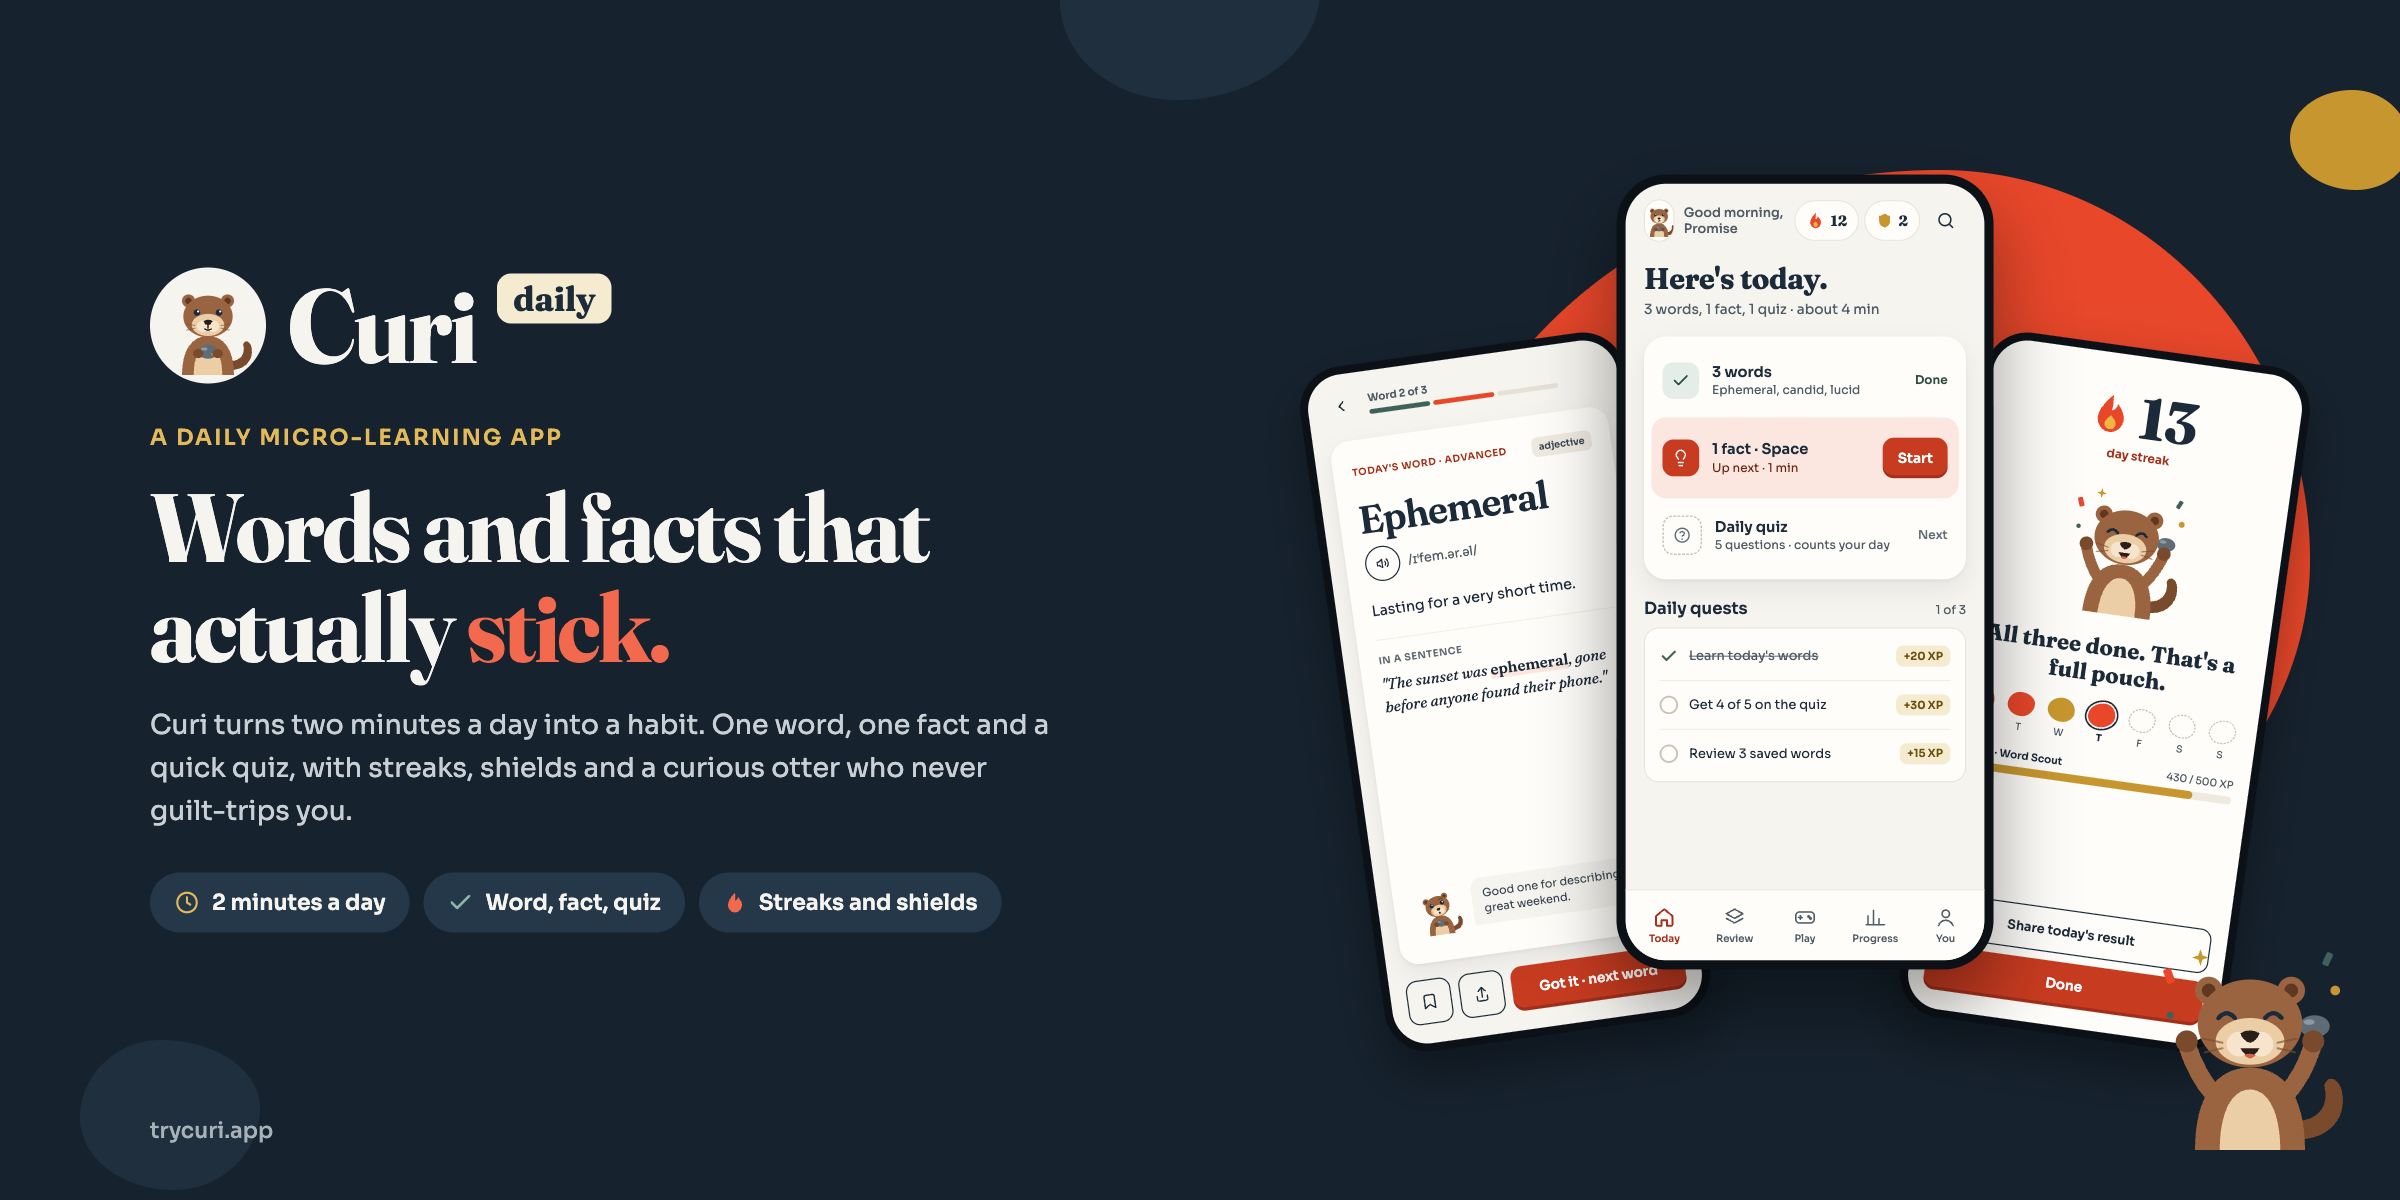 Curi daily
A DAILY MICRO-LEARNING APP
Words and facts that
actually stick.
Curi turns two minutes a day into a habit. One word, one fact and a
quick quiz, with streaks, shields and a curious otter who never
guilt-trips you.
2 minutes a day
Word, fact, quiz
Streaks and shields
trycuri.app
Word 2 of 3
TODAY'S WORD · ADVANCED
adjective
Ephemeral
/ɪˈfem.ər.əl/
Lasting for a very short time.
IN A SENTENCE
"The sunset was ephemeral, gone
before anyone found their phone."
Good one for describing
great weekend.
Got it · next word
Good morning,
Promise
12
2
Here's today.
3 words, 1 fact, 1 quiz · about 4 min
3 words
Ephemeral, candid, lucid
Done
1 fact · Space
Up next · 1 min
Start
Daily quiz
5 questions · counts your day
Next
Daily quests
1 of 3
Learn today's words
+20 XP
Get 4 of 5 on the quiz
+30 XP
Review 3 saved words
+15 XP
Today
Review
Play
Progress
You
13
day streak
All three done. That's a
full pouch.
T W T F S S
· Word Scout
430 / 500 XP
Share today's result
Done